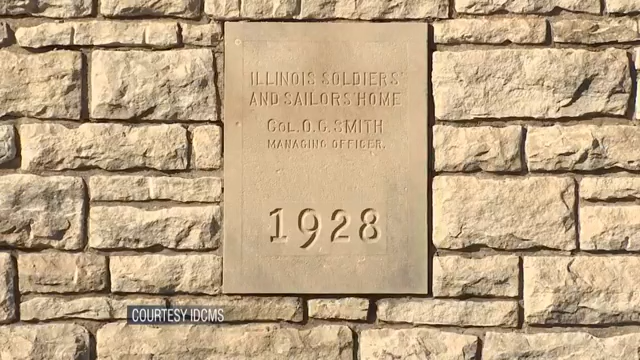 ILLINOIS SOLDIERS'
AND SAILORS' HOME
COL. O.C. SMITH
MANAGING OFFICER.
1928
COURTESY IDCMS